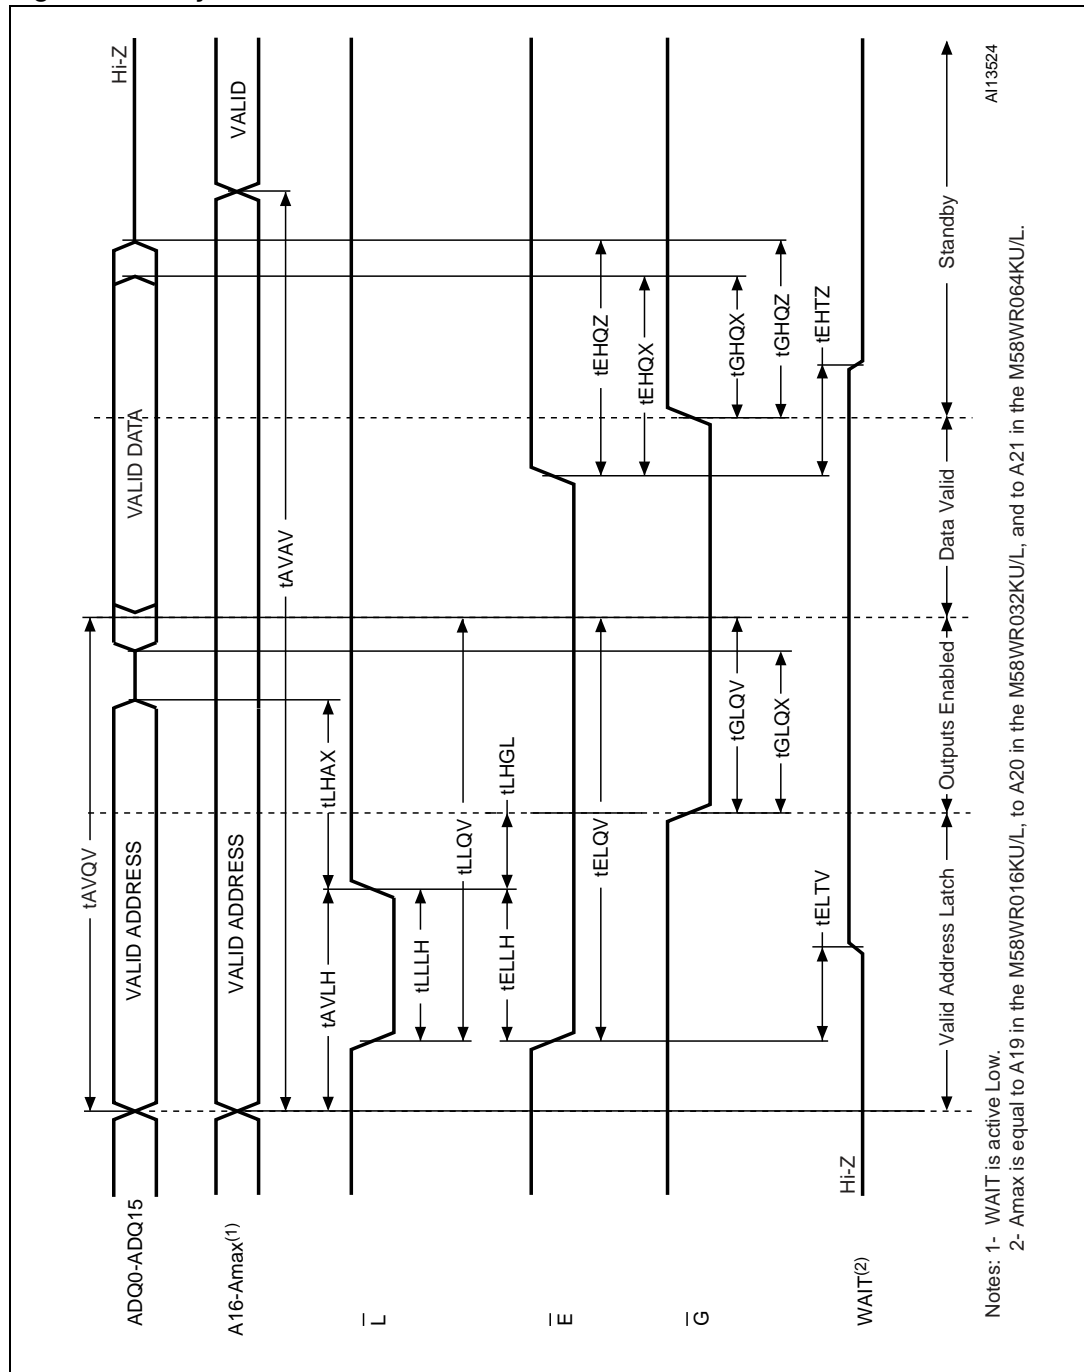 ADQ0-ADQ15
VALID ADDRESS
VALID DATA
Hi-Z
tAVQV
A16-Amax(1)
VALID ADDRESS
VALID
tAVAV
L
tAVLH
tLHAX
tLLLH
tLLQV
tELLH
tLHGL
E
tELQV
tEHQZ
tEHQX
G
tGLQV
tGHQX
tGLQX
tGHQZ
tELTV
tEHTZ
WAIT(2)
Hi-Z
Valid Address Latch
Outputs Enabled
Data Valid
Standby
Notes: 1- WAIT is active Low.
2- Amax is equal to A19 in the M58WR016KU/L, to A20 in the M58WR032KU/L, and to A21 in the M58WR064KU/L.
AI13524